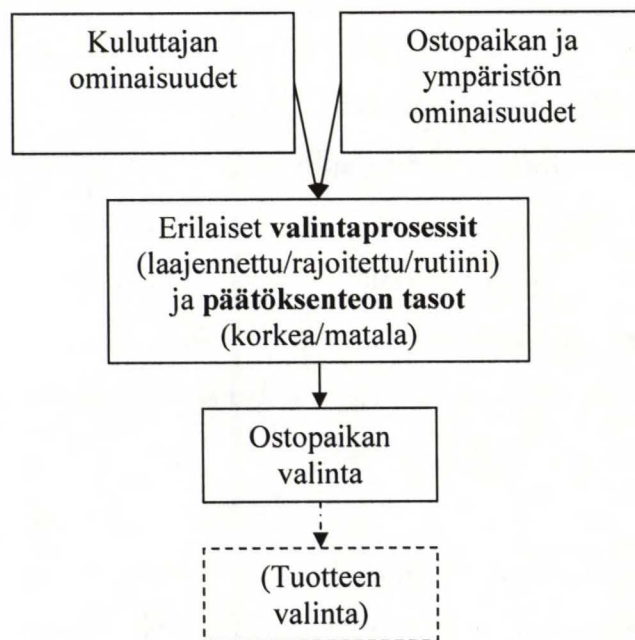 Kuluttajan
ominaisuudet
Ostopaikan ja
ympäristön
ominaisuudet
Erilaiset valintaprosessit
(laajennettu/rajoitettu/rutiini)
ja päätöksenteon tasot
(korkea/matala)
Ostopaikan
valinta
(Tuotteen
valinta)